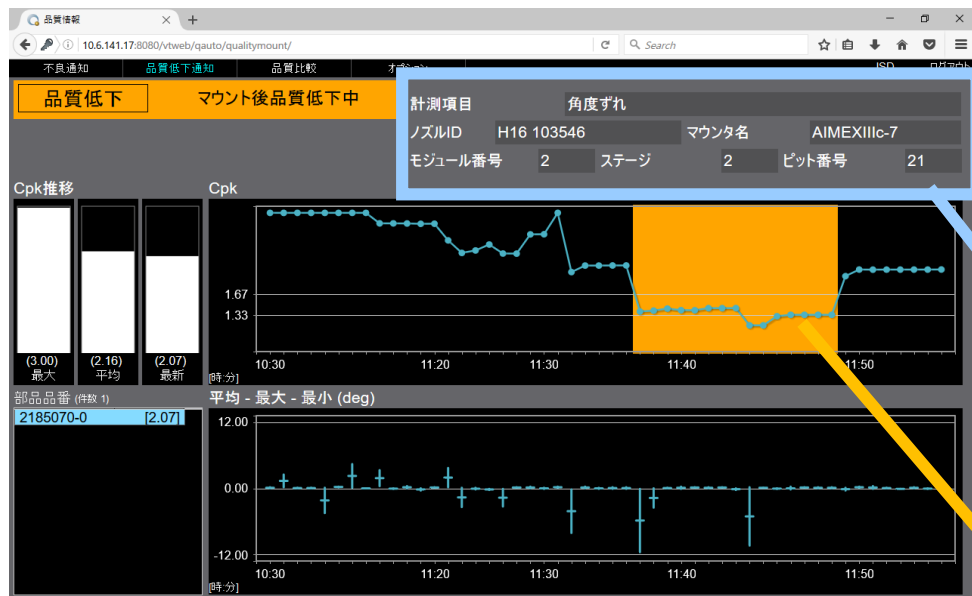 品質情報
10.6.141.17:8080/vtweb/qauto/qualitymount/
Search
不良通知 品質低下通知 品質比較
品質低下 マウント後品質低下中
計測項目 角度ずれ
ノズルID H16 103546 マウンタ名 AIMEXIIIc-7
モジュール番号 2 ステージ 2 ピット番号 21
Cpk推移 Cpk
1.67
1.33
(3.00) (2.16) (2.07)
最大 平均 最新
[時:分]
10:30 11:20 11:30 11:40 11:50
部品品番 (件数 1) 平均 - 最大 - 最小 (deg)
2185070-0 [2.07]
12.00
0.00
-12.00
10:30 11:20 11:30 11:40 11:50
[時:分]